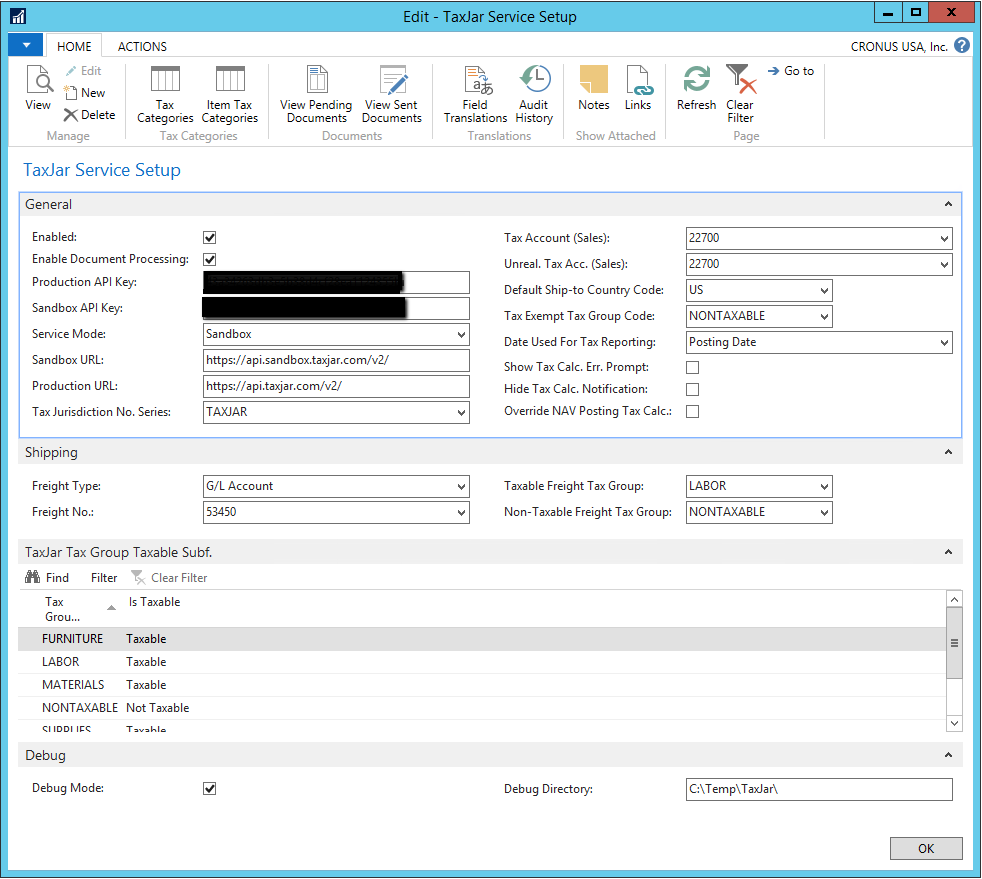 Edit - TaxJar Service Setup
HOME ACTIONS CRONUS USA, Inc.
View
Edit
New
Delete
Manage
Tax Categories
Item Tax Categories
Tax Categories
View Pending Documents
View Sent Documents
Documents
Field Translations
Audit History
Translations
Notes
Links
Show Attached
Refresh
Clear Filter
Go to
Page
TaxJar Service Setup
General
Enabled:
Enable Document Processing:
Production API Key:
Sandbox API Key:
Service Mode: Sandbox
Sandbox URL: https://api.sandbox.taxjar.com/v2/
Production URL: https://api.taxjar.com/v2/
Tax Jurisdiction No. Series: TAXJAR
Tax Account (Sales): 22700
Unreal. Tax Acc. (Sales): 22700
Default Ship-to Country Code: US
Tax Exempt Tax Group Code: NONTAXABLE
Date Used For Tax Reporting: Posting Date
Show Tax Calc. Err. Prompt:
Hide Tax Calc. Notification:
Override NAV Posting Tax Calc.:
Shipping
Freight Type: G/L Account
Freight No.: 53450
Taxable Freight Tax Group: LABOR
Non-Taxable Freight Tax Group: NONTAXABLE
TaxJar Tax Group Taxable Subf.
Find Filter Clear Filter
Tax Grou... Is Taxable
FURNITURE Taxable
LABOR Taxable
MATERIALS Taxable
NONTAXABLE Not Taxable
SUPPLIES Taxable
Debug
Debug Mode:
Debug Directory: C:\Temp\TaxJar\
OK